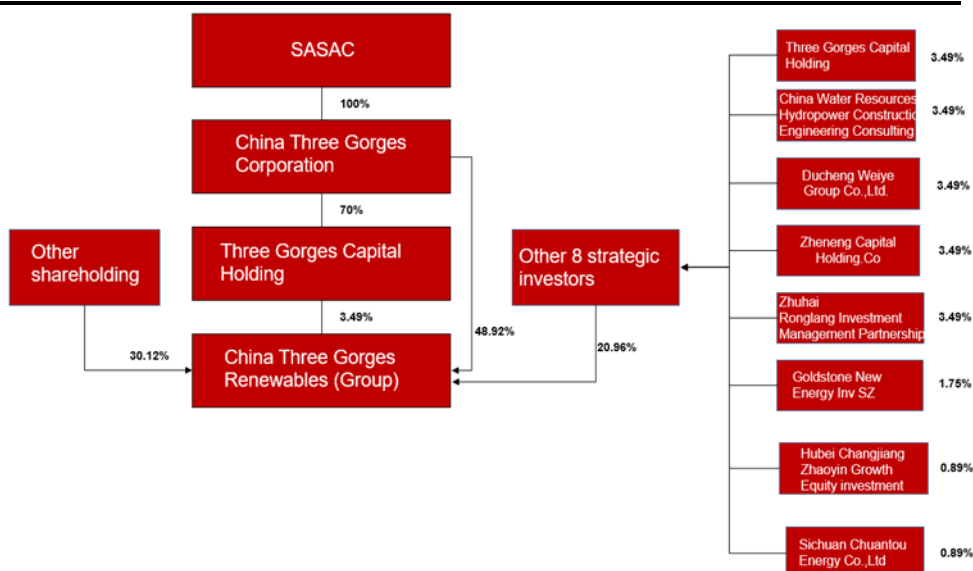 SASAC
100%
China Three Gorges
Corporation
70%
Three Gorges Capital
Holding
3.49%
China Three Gorges
Renewables (Group)
Other
shareholding
30.12%
48.92%
Other 8 strategic
investors
20.96%
Three Gorges Capital
Holding
3.49%
China Water Resources
Hydropower Constructic
Engineering Consulting
3.49%
Ducheng Weiye
Group Co.,Ltd.
3.49%
Zheneng Capital
Holding.Co
3.49%
Zhuhai
Ronglang Investment
Management Partnership
3.49%
Goldstone New
Energy Inv SZ
1.75%
Hubei Changjiang
Zhaoyin Growth
Equity investment
0.89%
Sichuan Chuantou
Energy Co.,Ltd
0.89%